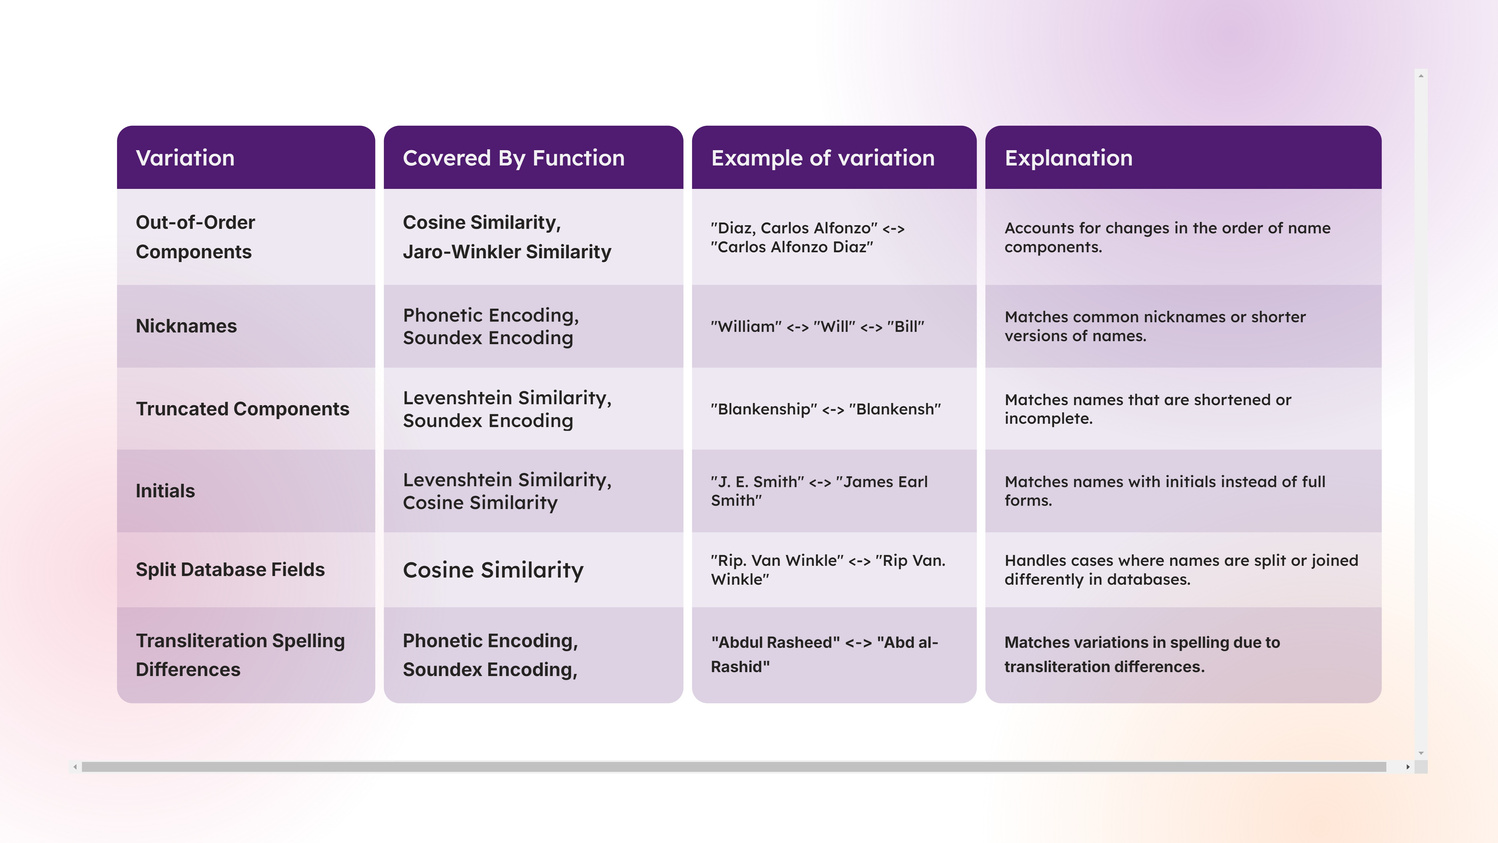 Variation
Covered By Function
Example of variation
Explanation
Out-of-Order
Components
Cosine Similarity,
Jaro-Winkler Similarity
"Diaz, Carlos Alfonzo" <->
"Carlos Alfonzo Diaz"
Accounts for changes in the order of name
components.
Nicknames
Phonetic Encoding,
Soundex Encoding
"William" <-> "Will" <-> "Bill"
Matches common nicknames or shorter
versions of names.
Truncated Components
Levenshtein Similarity,
Soundex Encoding
"Blankenship" <-> "Blankensh"
Matches names that are shortened or
incomplete.
Initials
Levenshtein Similarity,
Cosine Similarity
"J. E. Smith" <-> "James Earl
Smith"
Matches names with initials instead of full
forms.
Split Database Fields
Cosine Similarity
"Rip. Van Winkle" <-> "Rip Van.
Winkle"
Handles cases where names are split or joined
differently in databases.
Transliteration Spelling
Differences
Phonetic Encoding,
Soundex Encoding,
"Abdul Rasheed" <-> "Abd al-
Rashid"
Matches variations in spelling due to
transliteration differences.